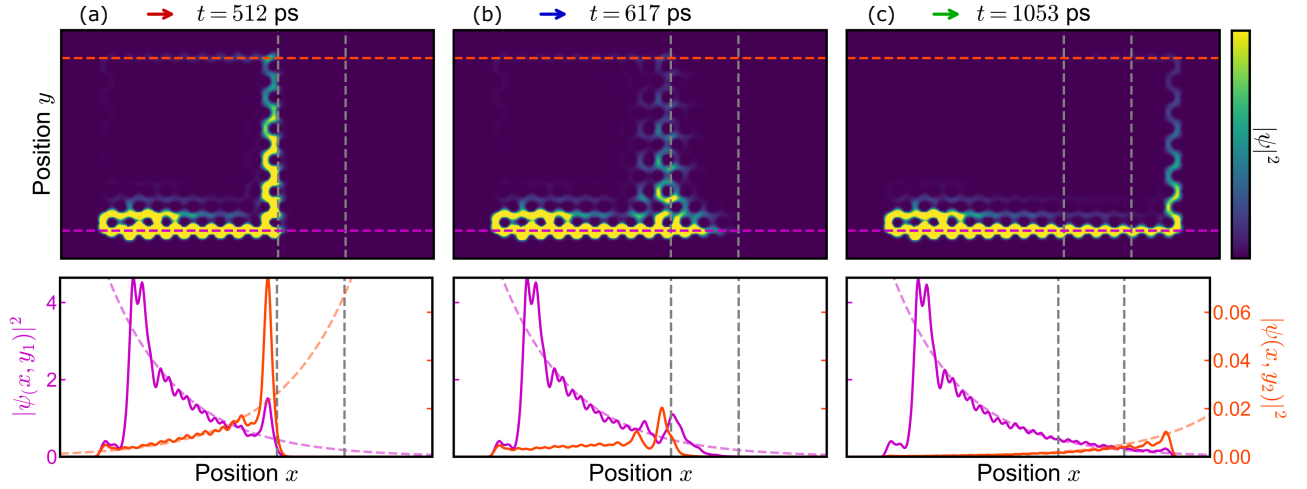 (a) → t = 512 ps
(b) → t = 617 ps
(c) → t = 1053 ps
Position y
|ψ|²
4
2
0
|ψ(x, y₁)|²
0.06
0.04
0.02
0.00
|ψ(x, y₂)|²
Position x
Position x
Position x